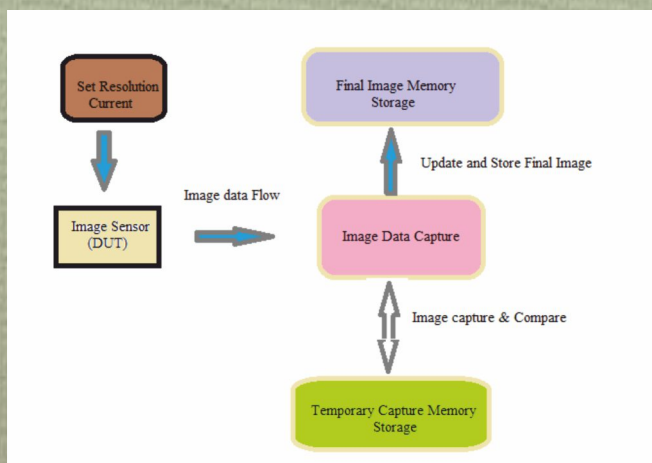 Set Resolution
Current
Final Image Memory
Storage
Update and Store Final Image
Image data Flow
Image Sensor
(DUT)
Image Data Capture
Image capture & Compare
Temporary Capture Memory
Storage